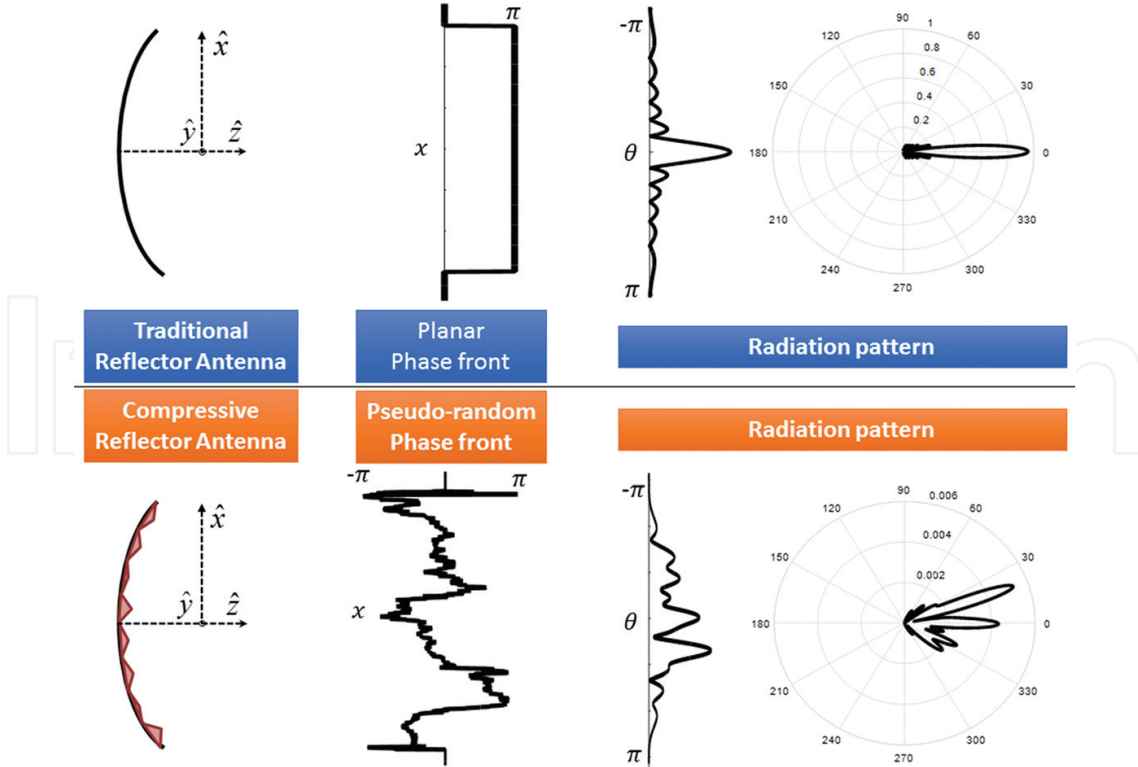 x̂
ŷ
ẑ
π
x
-π
θ
π
90
1
120
60
0.8
0.6
150
30
0.4
0.2
180
0
210
330
240
300
270
Traditional
Reflector Antenna
Planar
Phase front
Radiation pattern
Compressive
Reflector Antenna
Pseudo-random
Phase front
Radiation pattern
x̂
ŷ
ẑ
-π
π
x
-π
θ
π
90
0.006
120
60
0.004
150
30
0.002
180
0
210
330
240
300
270